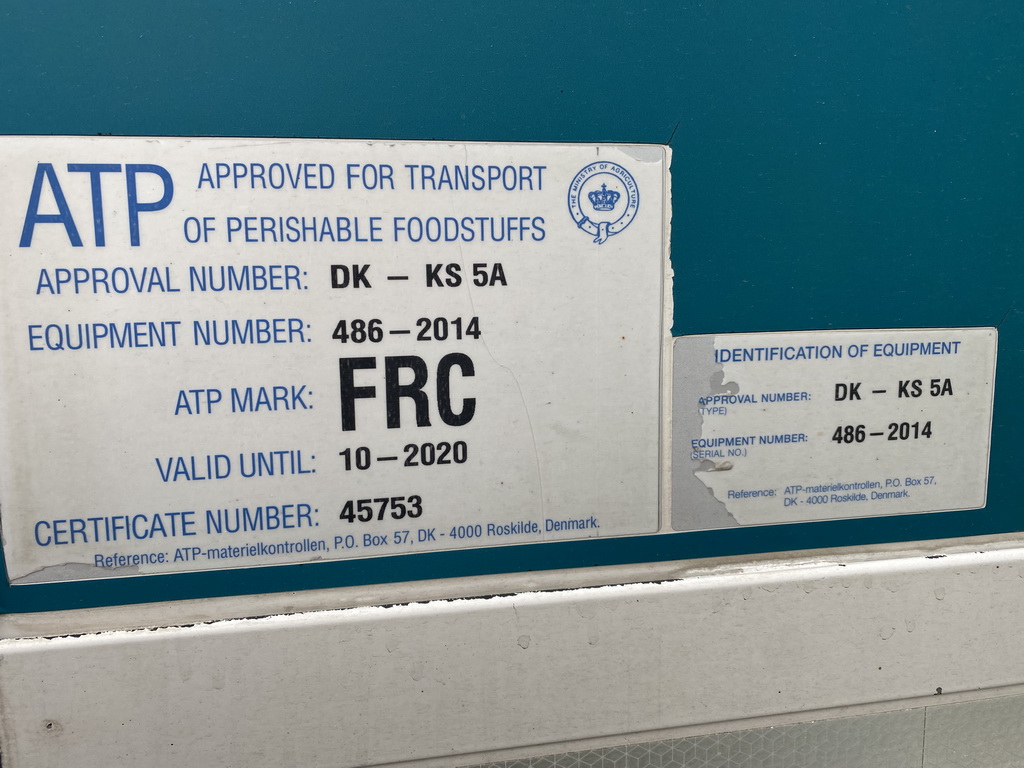 ATP APPROVED FOR TRANSPORT
OF PERISHABLE FOODSTUFFS
THE MINISTRY OF AGRICULTURE
APPROVAL NUMBER: DK – KS 5A
EQUIPMENT NUMBER: 486 – 2014
ATP MARK: FRC
VALID UNTIL: 10 – 2020
CERTIFICATE NUMBER: 45753
Reference: ATP-materielkontrollen, P.O. Box 57, DK - 4000 Roskilde, Denmark.
IDENTIFICATION OF EQUIPMENT
APPROVAL NUMBER: DK – KS 5A
(TYPE)
EQUIPMENT NUMBER: 486 – 2014
(SERIAL NO.)
Reference: ATP-materielkontrollen, P.O. Box 57,
DK - 4000 Roskilde, Denmark.